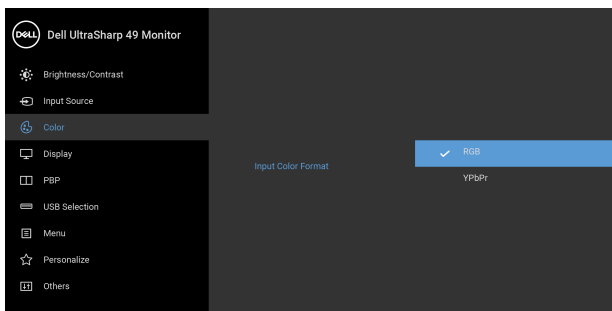 DELL
Dell UltraSharp 49 Monitor
Brightness/Contrast
Input Source
Color
Display
PBP
USB Selection
Menu
Personalize
Others
Input Color Format
RGB
YPbPr